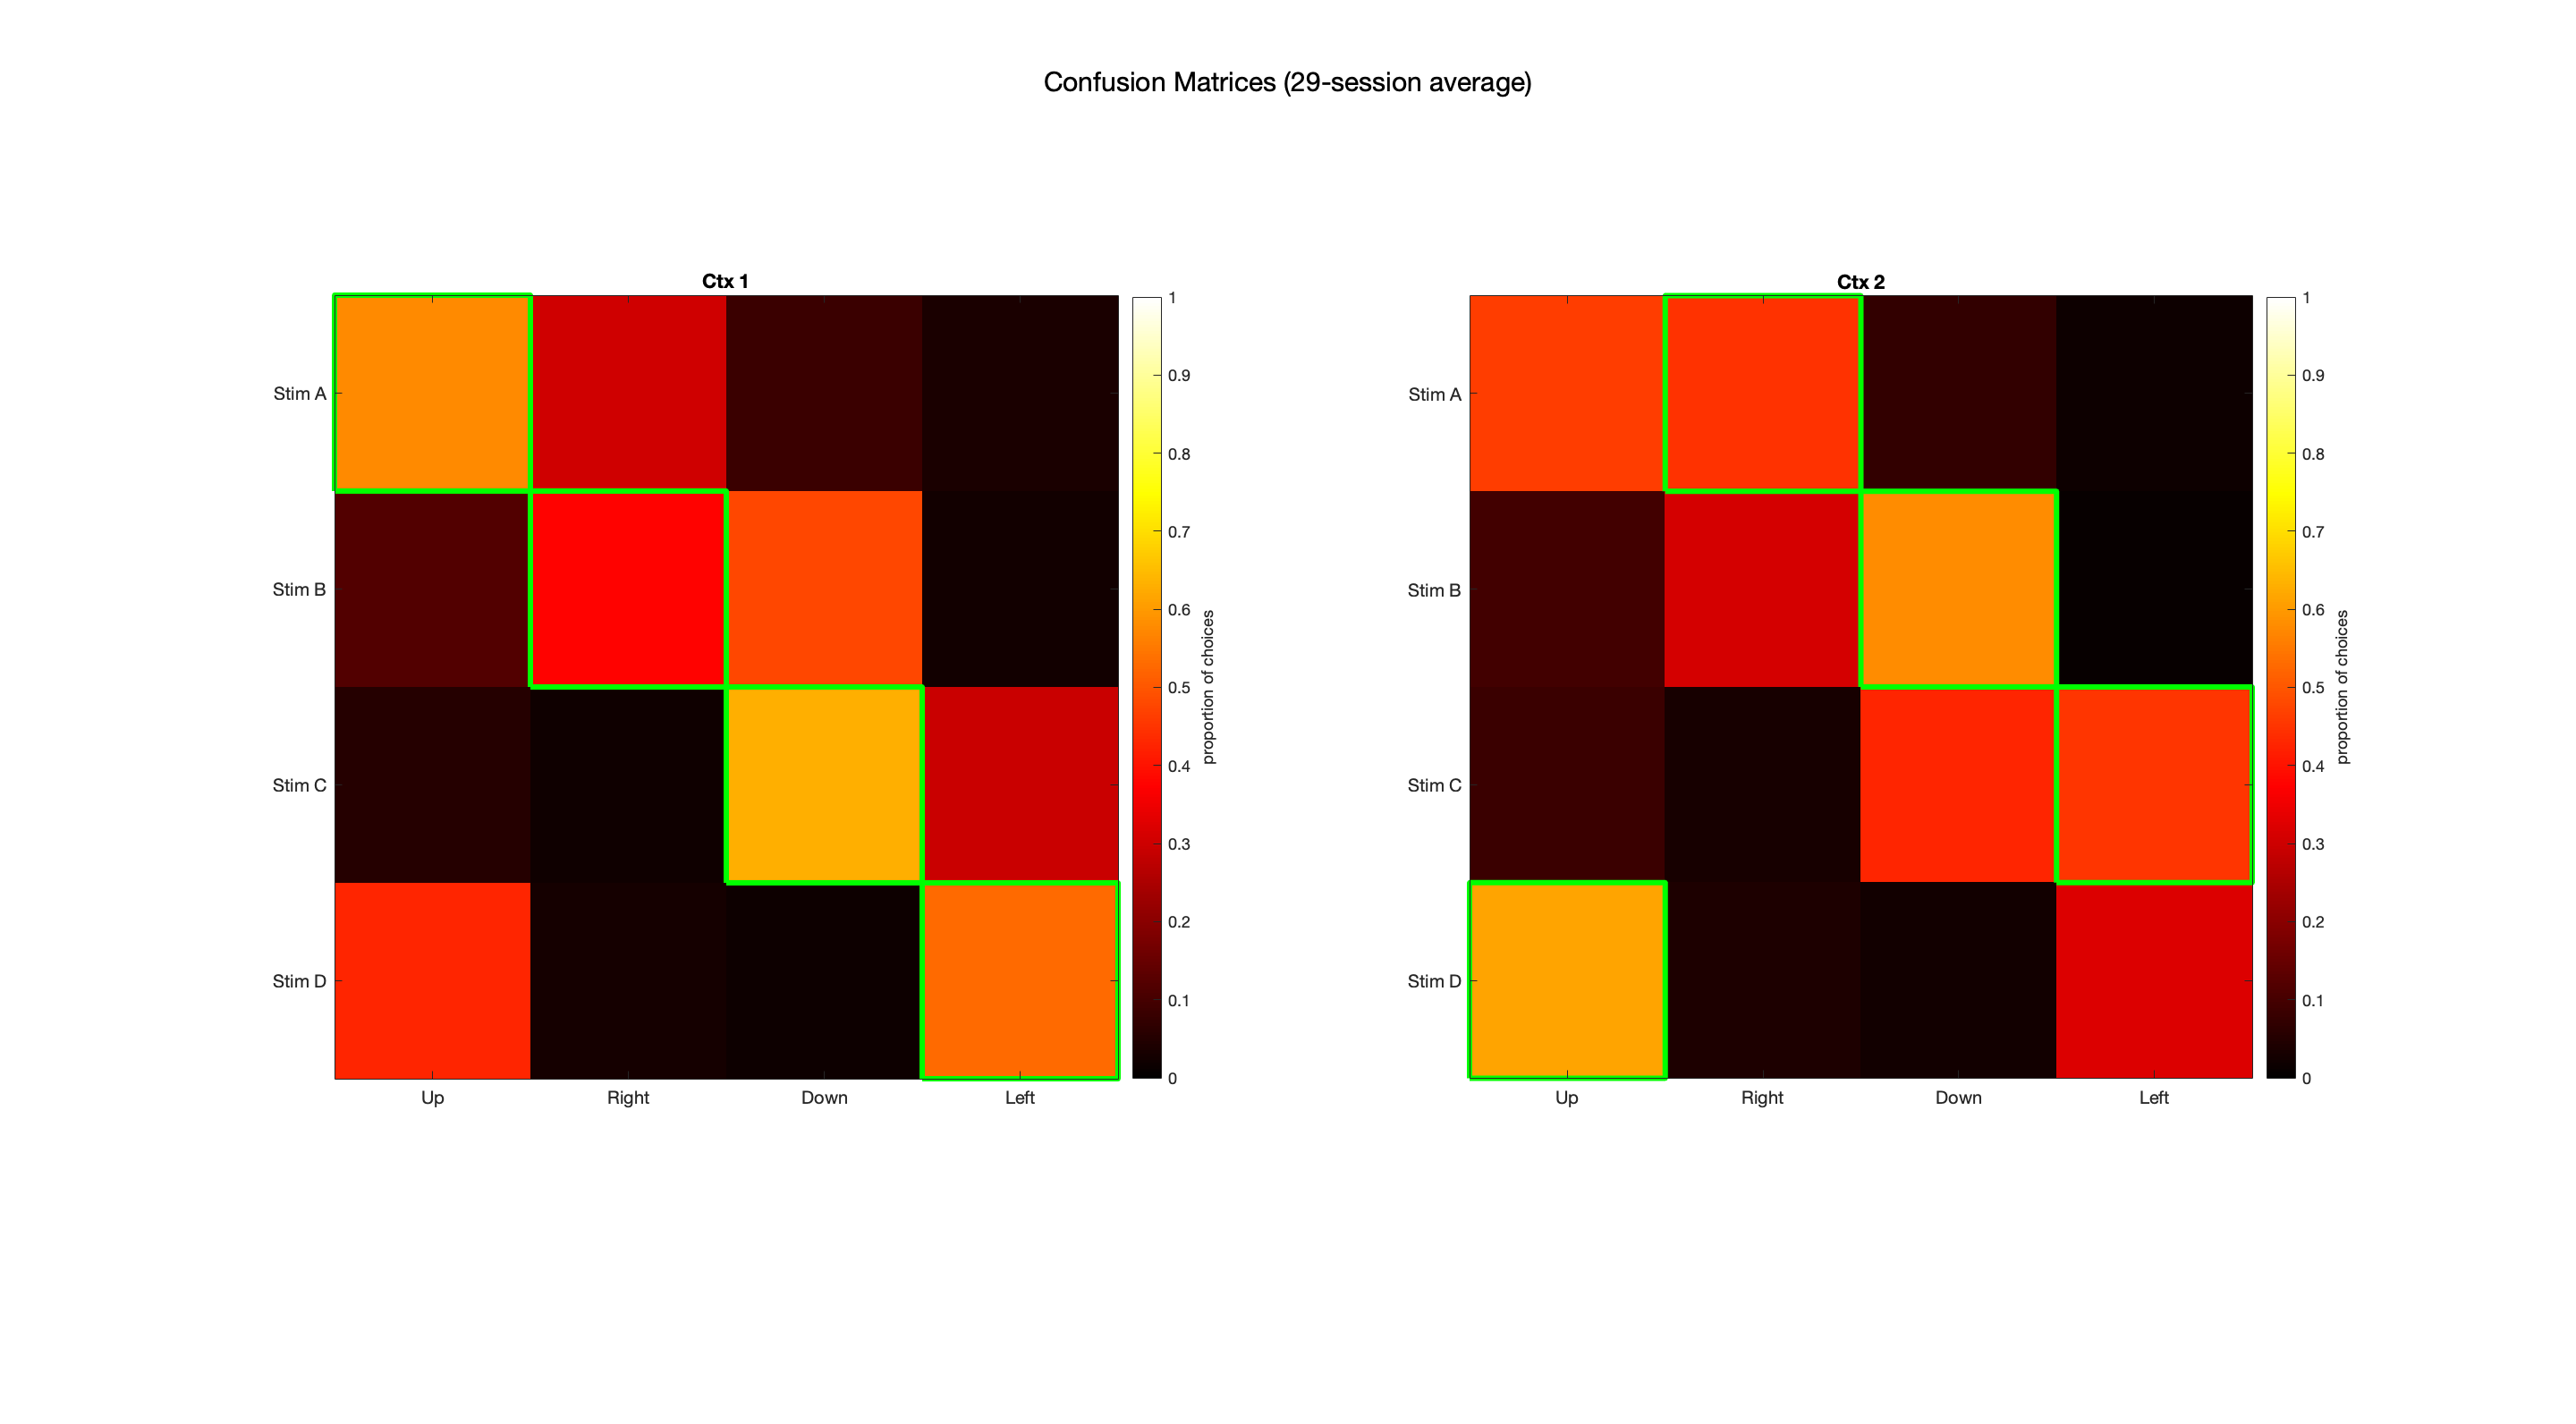 Confusion Matrices (29-session average)
Ctx 1
Stim A
Stim B
Stim C
Stim D
Up Right Down Left
1
0.9
0.8
0.7
0.6
0.5
0.4
0.3
0.2
0.1
0
proportion of choices
Ctx 2
Stim A
Stim B
Stim C
Stim D
Up Right Down Left
1
0.9
0.8
0.7
0.6
0.5
0.4
0.3
0.2
0.1
0
proportion of choices